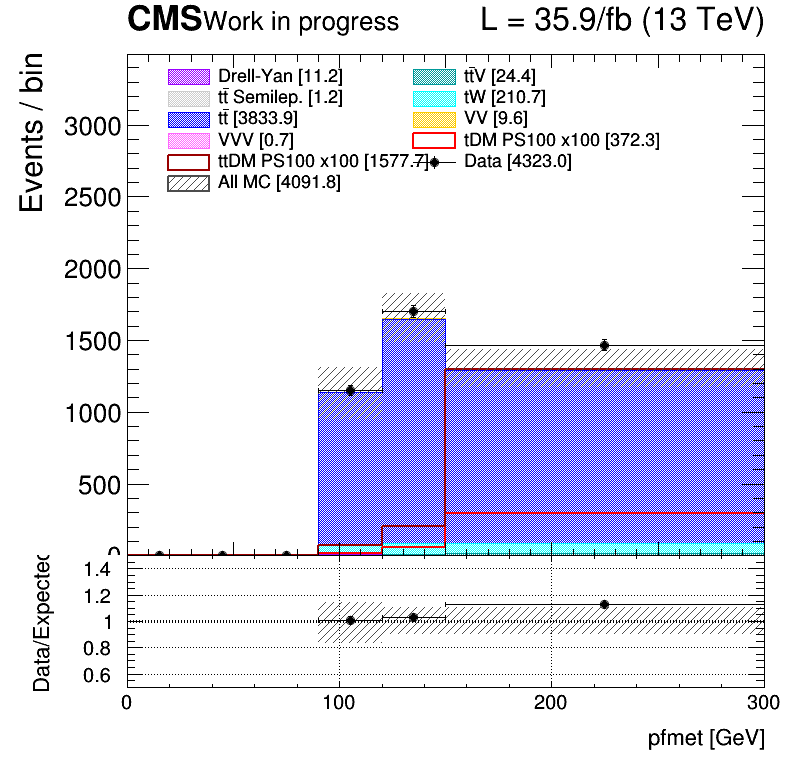 CMS Work in progress L = 35.9/fb (13 TeV)
Events / bin
Drell-Yan [11.2] tt̄V [24.4]
tt̄ Semilep. [1.2] tW [210.7]
tt̄ [3833.9] VV [9.6]
VVV [0.7] tDM PS100 x100 [372.3]
ttDM PS100 x100 [1577.7] Data [4323.0]
All MC [4091.8]
3000
2500
2000
1500
1000
500
0
Data/Expected
1.4
1.2
1
0.8
0.6
0 100 200 300
pfmet [GeV]